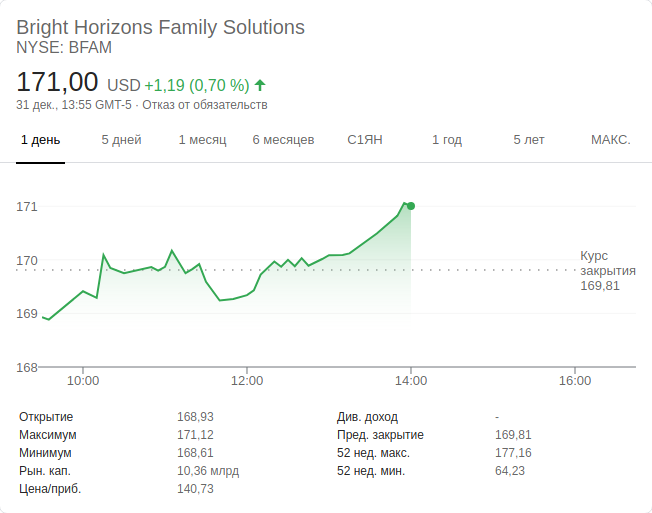 Bright Horizons Family Solutions
NYSE: BFAM
171,00 USD +1,19 (0,70 %)
31 дек., 13:55 GMT-5 · Отказ от обязательств
1 день 5 дней 1 месяц 6 месяцев С1ЯН 1 год 5 лет МАКС.
171
170
169
168
Курс
закрытия
169,81
10:00 12:00 14:00 16:00
Открытие 168,93 Див. доход -
Максимум 171,12 Пред. закрытие 169,81
Минимум 168,61 52 нед. макс. 177,16
Рын. кап. 10,36 млрд 52 нед. мин. 64,23
Цена/приб. 140,73